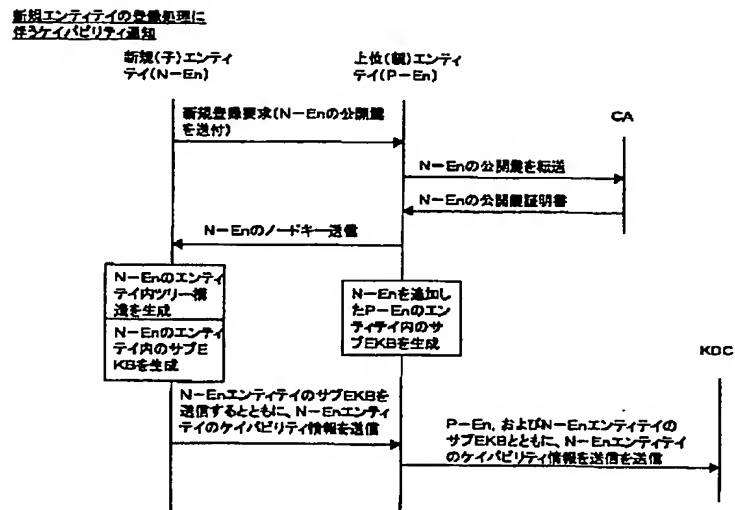 新規エンティテイの登録処理に
伴うケイパビリティ通知
新規(子)エンティ
テイ(N-En)
上位(親)エンティ
テイ(P-En)
新規登録要求(N-Enの公開鍵
を送付)
CA
N-Enの公開鍵を転送
N-Enの公開鍵証明書
N-Enのノードキー送信
N-Enのエンティ
テイ内ツリー構
造を生成
N-Enを追加し
たP-Enのエン
ティテイ内のサ
ブEKBを生成
N-Enのエンティ
テイ内のサブE
KBを生成
KDC
N-EnエンティテイのサブEKBを
送信するとともに、N-Enエンティ
テイのケイパビリティ情報を送信
P-En, およびN-Enエンティテイの
サブEKBとともに、N-Enエンティテイ
のケイパビリティ情報を送信を送信